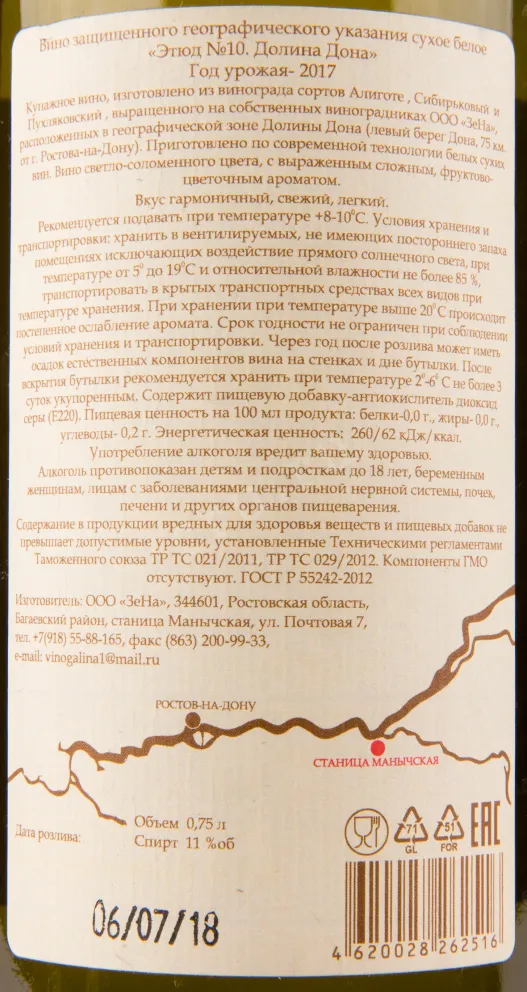 Вино защищенного географического указания сухое белое
«Этюд №10. Долина Дона»
Год урожая- 2017
Купажное вино, изготовлено из винограда сортов Алиготе , Сибирьковый и
Пухляковский , выращенного на собственных виноградниках ООО «ЗеНа»,
расположенных в географической зоне Долины Дона (левый берег Дона, 75 км.
от г. Ростова-на-Дону). Приготовлено по современной технологии белых сухих
вин. Вино светло-соломенного цвета, с выраженным сложным, фруктово-
цветочным ароматом.
Вкус гармоничный, свежий, легкий.
Рекомендуется подавать при температуре +8-10⁰С. Условия хранения и
транспортировки: хранить в вентилируемых, не имеющих постороннего запаха
помещениях исключающих воздействие прямого солнечного света, при
температуре от 5⁰ до 19⁰С и относительной влажности не более 85 %,
транспортировать в крытых транспортных средствах всех видов при
температуре хранения. При хранении при температуре выше 20⁰ С происходит
постепенное ослабление аромата. Срок годности не ограничен при соблюдении
условий хранения и транспортировки. Через год после розлива может иметь
осадок естественных компонентов вина на стенках и дне бутылки. После
вскрытия бутылки рекомендуется хранить при температуре 2⁰-6⁰ С не более 3
суток укупоренным. Содержит пищевую добавку-антиокислитель диоксид
серы (Е220). Пищевая ценность на 100 мл продукта: белки-0,0 г., жиры- 0,0 г.,
углеводы- 0,2 г. Энергетическая ценность: 260/62 кДж/ккал.
Употребление алкоголя вредит вашему здоровью.
Алкоголь противопоказан детям и подросткам до 18 лет, беременным
женщинам, лицам с заболеваниями центральной нервной системы, почек,
печени и других органов пищеварения.
Содержание в продукции вредных для здоровья веществ и пищевых добавок не
превышает допустимые уровни, установленные Техническими регламентами
Таможенного союза ТР ТС 021/2011, ТР ТС 029/2012. Компоненты ГМО
отсутствуют. ГОСТ Р 55242-2012
Изготовитель: ООО «ЗеНа», 344601, Ростовская область,
Багаевский район, станица Манычская, ул. Почтовая 7,
тел. +7(918) 55-88-165, факс (863) 200-99-33,
e-mail: vinogalina1@mail.ru
РОСТОВ-НА-ДОНУ
СТАНИЦА МАНЫЧСКАЯ
Дата розлива:
Объем 0,75 л
Спирт 11 %об
71
GL
51
FOR
ЕАС
06/07/18
4 620028 262516